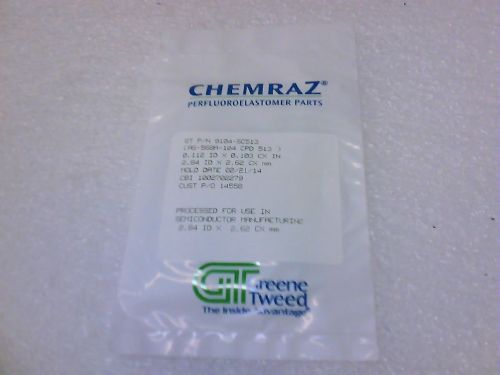 CHEMRAZ®
PERFLUOROELASTOMER PARTS
GT P/N 9104-SC513
(AS-568A-104 CPD 513 )
0.112 ID X 0.103 CX IN
2.84 ID X 2.62 CX mm
MOLD DATE 02/21/14
CBI 1002708279
CUST P/O 14558
PROCESSED FOR USE IN
SEMICONDUCTOR MANUFACTURING
2.84 ID X 2.62 CX mm
GT Greene
Tweed
The Inside Advantage®